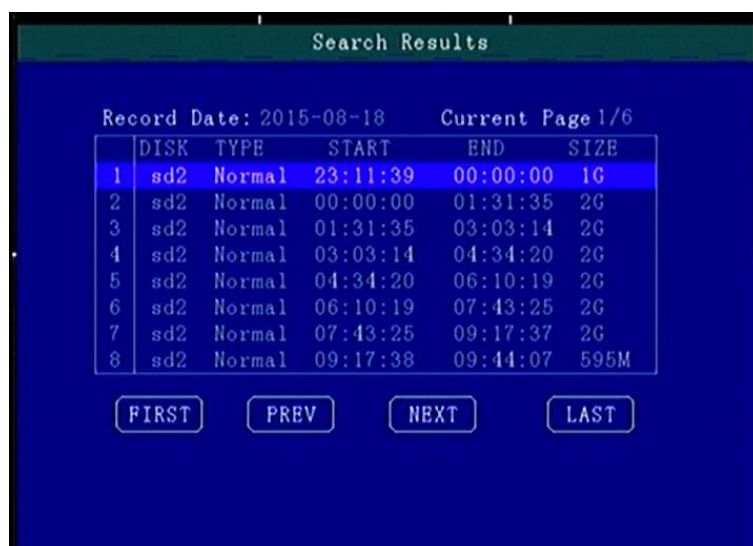 Search Results
Record Date: 2015-08-18 Current Page 1/6
DISK TYPE START END SIZE
1 sd2 Normal 23:11:39 00:00:00 1G
2 sd2 Normal 00:00:00 01:31:35 2G
3 sd2 Normal 01:31:35 03:03:14 2G
4 sd2 Normal 03:03:14 04:34:20 2G
5 sd2 Normal 04:34:20 06:10:19 2G
6 sd2 Normal 06:10:19 07:43:25 2G
7 sd2 Normal 07:43:25 09:17:37 2G
8 sd2 Normal 09:17:38 09:44:07 595M
FIRST PREV NEXT LAST